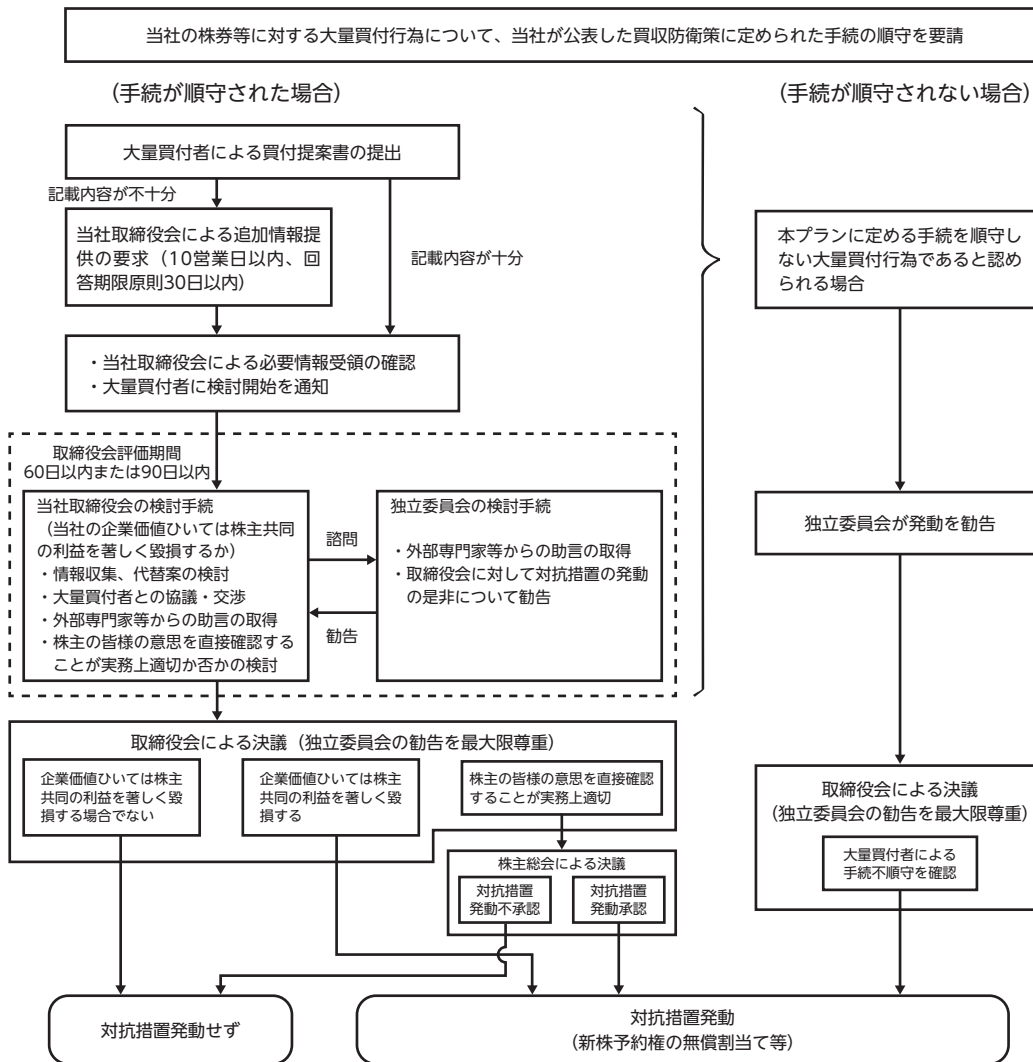 当社の株券等に対する大量買付行為について、当社が公表した買収防衛策に定められた手続の順守を要請
(手続が順守された場合)
(手続が順守されない場合)
大量買付者による買付提案書の提出
記載内容が不十分
当社取締役会による追加情報提
供の要求（10営業日以内、回
答期限原則30日以内）
記載内容が十分
・当社取締役会による必要情報受領の確認
・大量買付者に検討開始を通知
取締役会評価期間
60日以内または90日以内
当社取締役会の検討手続
（当社の企業価値ひいては株主共同
の利益を著しく毀損するか）
・情報収集、代替案の検討
・大量買付者との協議・交渉
・外部専門家等からの助言の取得
・株主の皆様の意思を直接確認する
ことが実務上適切か否かの検討
諮問
勧告
独立委員会の検討手続
・外部専門家等からの助言の取得
・取締役会に対して対抗措置の発動
の是非について勧告
取締役会による決議（独立委員会の勧告を最大限尊重）
企業価値ひいては株主
共同の利益を著しく毀
損する場合でない
企業価値ひいては株主
共同の利益を著しく毀
損する
株主の皆様の意思を直接確認
することが実務上適切
株主総会による決議
対抗措置
発動不承認
対抗措置
発動承認
本プランに定める手続を順守し
ない大量買付行為であると認め
られる場合
独立委員会が発動を勧告
取締役会による決議
(独立委員会の勧告を最大限尊重)
大量買付者による
手続不順守を確認
対抗措置発動せず
対抗措置発動
(新株予約権の無償割当て等)